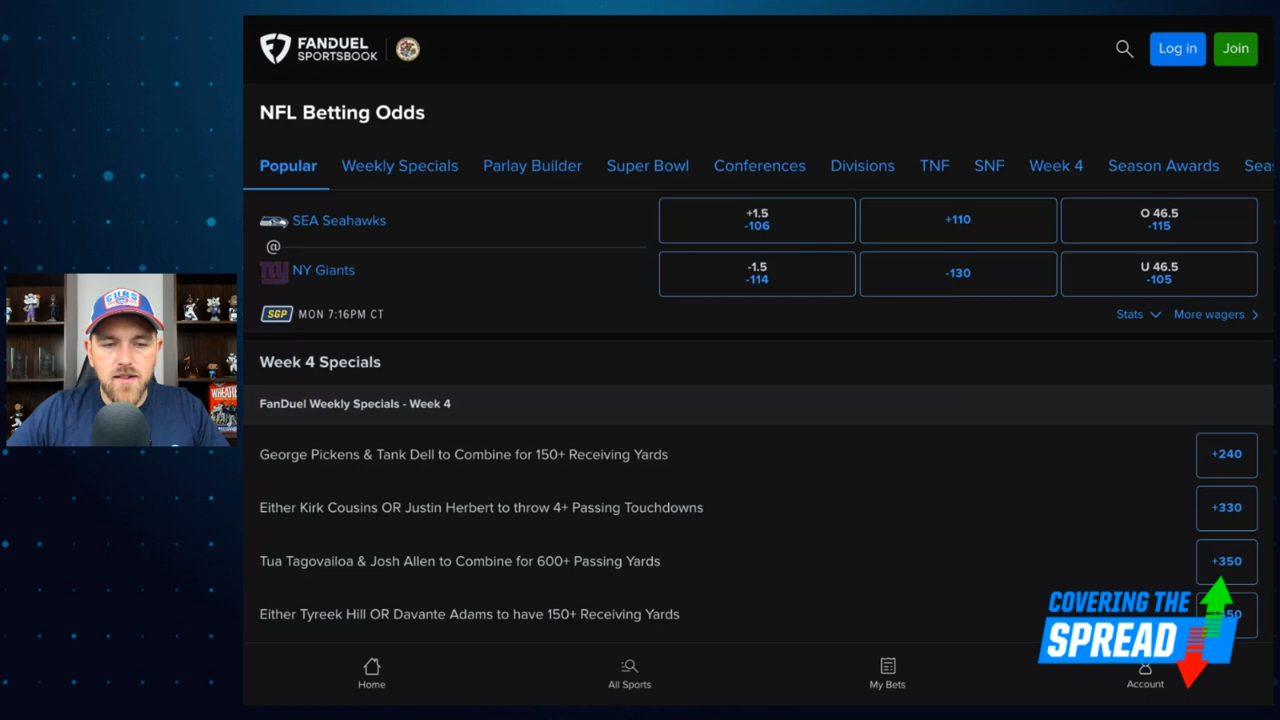 FANDUEL
SPORTSBOOK
Log in
Join
NFL Betting Odds
Popular
Weekly Specials
Parlay Builder
Super Bowl
Conferences
Divisions
TNF
SNF
Week 4
Season Awards
Sea
SEA Seahawks
+1.5
-106
+110
O 46.5
-115
@
NY Giants
-1.5
-114
-130
U 46.5
-105
SGP MON 7:16PM CT
Stats
More wagers
Week 4 Specials
FanDuel Weekly Specials - Week 4
George Pickens & Tank Dell to Combine for 150+ Receiving Yards
+240
Either Kirk Cousins OR Justin Herbert to throw 4+ Passing Touchdowns
+330
Tua Tagovailoa & Josh Allen to Combine for 600+ Passing Yards
+350
Either Tyreek Hill OR Davante Adams to have 150+ Receiving Yards
COVERING THE
SPREAD
Home
All Sports
My Bets
Account
CUBS
WHEATIES